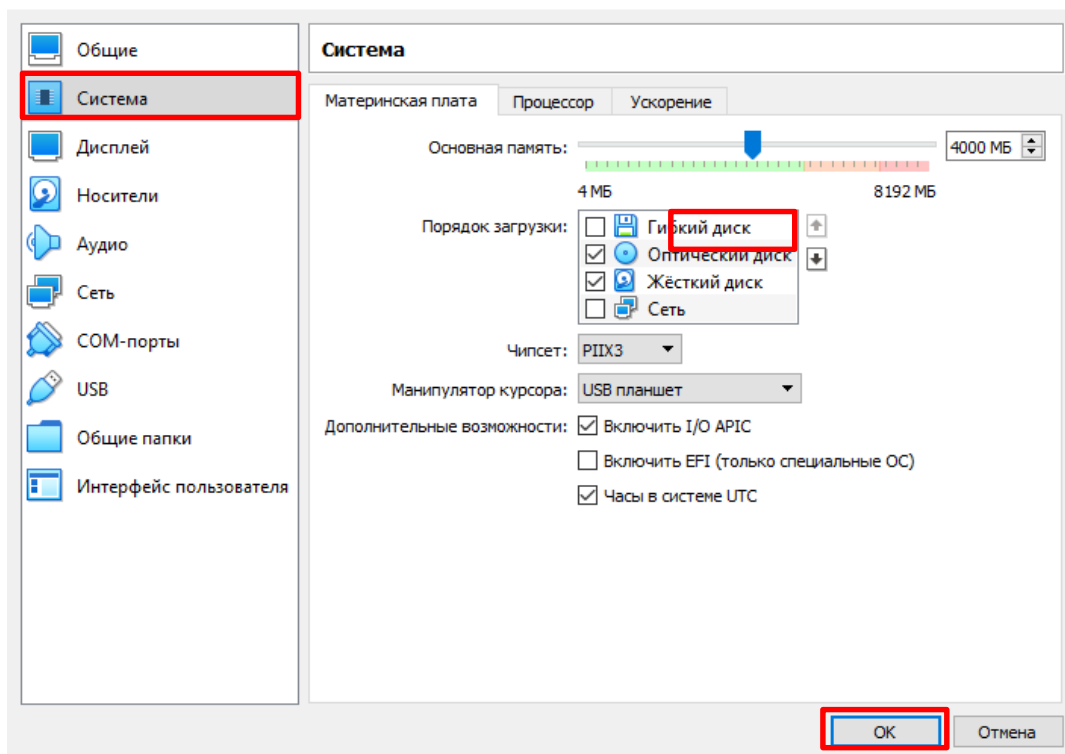 Общие
Система
Дисплей
Носители
Аудио
Сеть
COM-порты
USB
Общие папки
Интерфейс пользователя
Система
Материнская плата Процессор Ускорение
Основная память: 4000 МБ
4 МБ 8192 МБ
Порядок загрузки: Гибкий диск
Оптический диск
Жёсткий диск
Сеть
Чипсет: PIIX3
Манипулятор курсора: USB планшет
Дополнительные возможности: Включить I/O APIC
Включить EFI (только специальные ОС)
Часы в системе UTC
OK Отмена